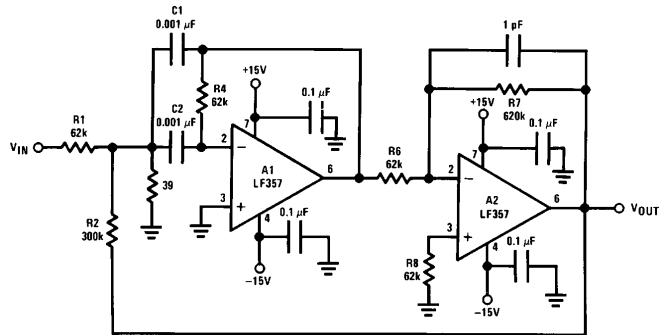 C1
0.001 µF
1 pF
+15V
0.1 µF
R4
62k
R7
620k
C2
0.001 µF
+15V
0.1 µF
R1
62k
VIN
7
2
−
A1
LF357
6
R6
62k
7
2
−
A2
LF357
6
VOUT
39
3
+
4
0.1 µF
3
+
4
0.1 µF
R2
300k
R8
62k
−15V
−15V